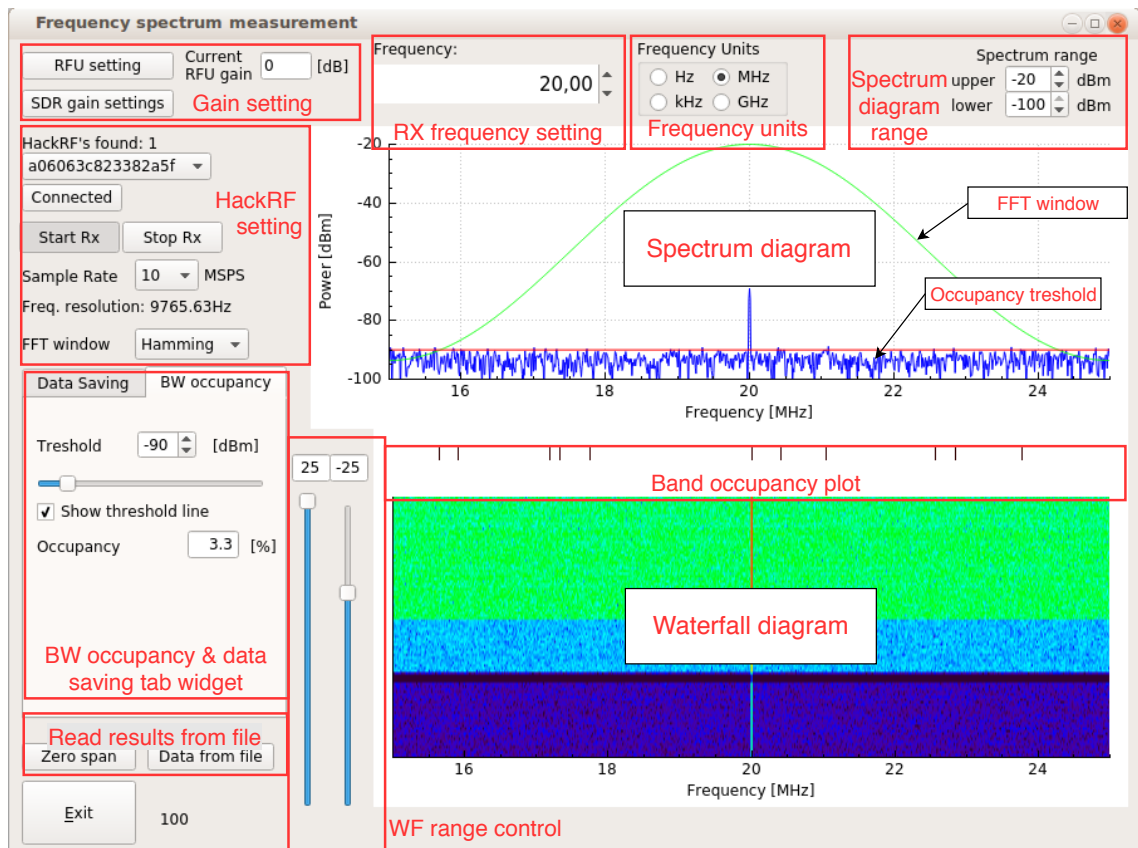 Frequency spectrum measurement
RFU setting
Current
RFU gain
0
[dB]
SDR gain settings
Gain setting
Frequency:
20,00
RX frequency setting
Frequency Units
Hz
MHz
kHz
GHz
Frequency units
Spectrum range
Spectrum
diagram
range
upper
-20
dBm
lower
-100
dBm
HackRF's found: 1
a06063c823382a5f
Connected
HackRF
setting
Start Rx
Stop Rx
Sample Rate
10
MSPS
Freq. resolution: 9765.63Hz
FFT window
Hamming
-20
-40
-60
-80
-100
Power [dBm]
FFT window
Spectrum diagram
Occupancy treshold
16
18
20
22
24
Frequency [MHz]
Data Saving
BW occupancy
Treshold
-90
[dBm]
Show threshold line
Occupancy
3.3
[%]
BW occupancy & data
saving tab widget
25
-25
Band occupancy plot
Waterfall diagram
16
18
20
22
24
Frequency [MHz]
Read results from file
Zero span
Data from file
Exit
100
WF range control